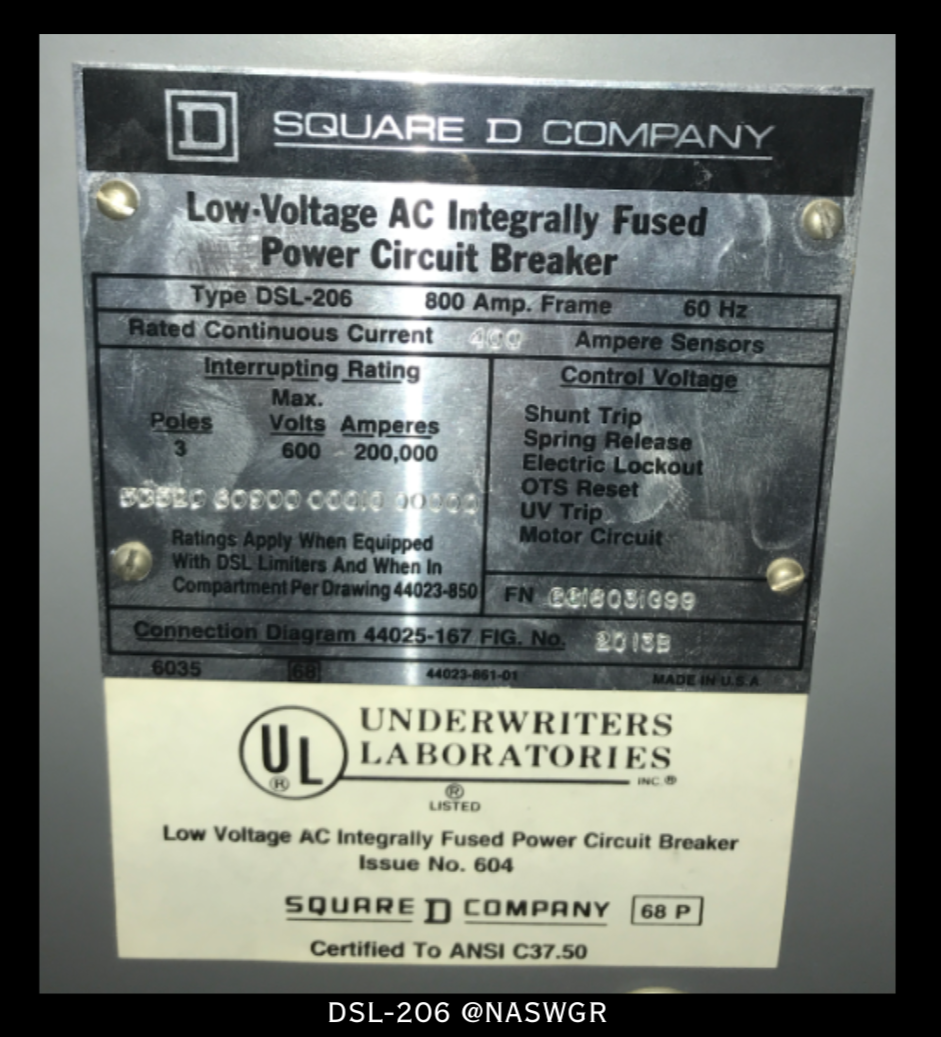 D SQUARE D COMPANY
Low-Voltage AC Integrally Fused
Power Circuit Breaker
Type DSL-206 800 Amp. Frame 60 Hz
Rated Continuous Current 400 Ampere Sensors
Interrupting Rating
Max.
Poles Volts Amperes
3 600 200,000
Ratings Apply When Equipped
With DSL Limiters And When In
Compartment Per Drawing 44023-850
Control Voltage
Shunt Trip
Spring Release
Electric Lockout
OTS Reset
UV Trip
Motor Circuit
FN
Connection Diagram 44025-167 FIG. No. 2013B
6035 68 44023-861-01 MADE IN U.S.A
UL® UNDERWRITERS
LABORATORIES
INC.®
®
LISTED
Low Voltage AC Integrally Fused Power Circuit Breaker
Issue No. 604
SQUARE D COMPANY 68 P
Certified To ANSI C37.50
DSL-206 @NASWGR